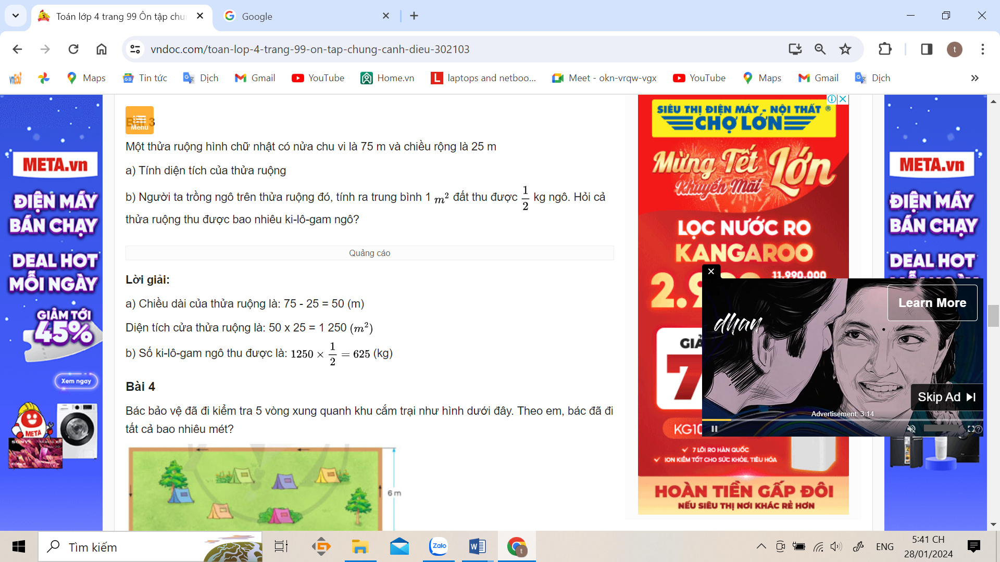 Toán lớp 4 trang 99 Ôn tập chu
Google
vndoc.com/toan-lop-4-trang-99-on-tap-chung-canh-dieu-302103
t
vnEdu
Maps
Tin tức
Dịch
Gmail
YouTube
Home.vn
laptops and netboo...
Meet - okn-vrqw-vgx
YouTube
Maps
Gmail
Dịch
META.vn
ĐIỆN MÁY
BÁN CHẠY
DEAL HOT
MỖI NGÀY
GIẢM TỚI
45%
Xem ngay
META
SONY
Bài 3
Menu
Một thửa ruộng hình chữ nhật có nửa chu vi là 75 m và chiều rộng là 25 m
a) Tính diện tích của thửa ruộng
b) Người ta trồng ngô trên thửa ruộng đó, tính ra trung bình 1 m² đất thu được 1/2 kg ngô. Hỏi cả
thửa ruộng thu được bao nhiêu ki-lô-gam ngô?
Quảng cáo
Lời giải:
a) Chiều dài của thửa ruộng là: 75 - 25 = 50 (m)
Diện tích cửa thửa ruộng là: 50 x 25 = 1 250 (m²)
b) Số ki-lô-gam ngô thu được là: 1250 × 1/2 = 625 (kg)
Bài 4
Bác bảo vệ đã đi kiểm tra 5 vòng xung quanh khu cắm trại như hình dưới đây. Theo em, bác đã đi
tất cả bao nhiêu mét?
6 m
SIÊU THỊ ĐIỆN MÁY - NỘI THẤT ®
CHỢ LỚN
Mừng Tết Lớn
Khuyến Mãi
LỌC NƯỚC RO
KANGAROO
11.990.000
GIẢ
7
✓ 7 LÕI RO HÀN QUỐC
✓ ION KIỀM TỐT CHO SỨC KHỎE, TIÊU HÓA
HOÀN TIỀN GẤP ĐÔI
NẾU SIÊU THỊ NƠI KHÁC RẺ HƠN
dhan
Learn More
Skip Ad
Advertisement: 3:14
META.vn
ĐIỆN MÁY
BÁN CHẠY
DEAL HOT
Tìm kiếm
Zalo
W
t
ENG
5:41 CH
28/01/2024